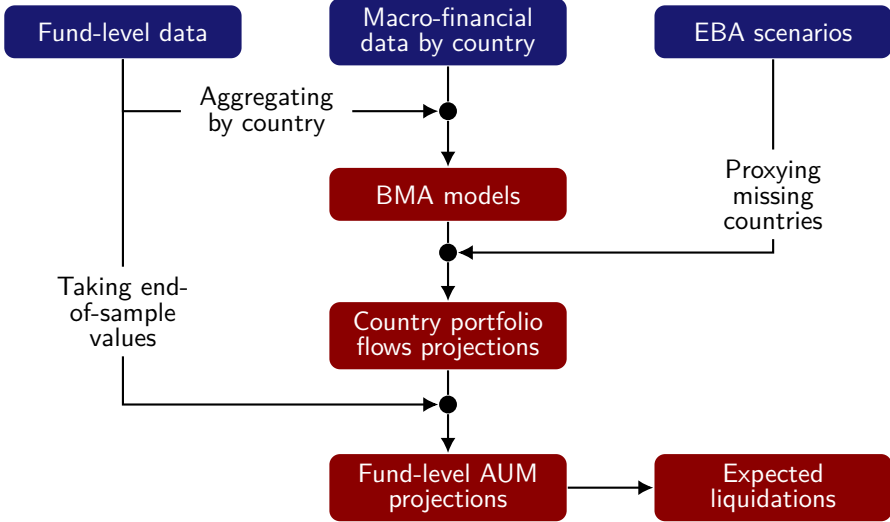 Fund-level data
Macro-financial
data by country
EBA scenarios
Aggregating
by country
BMA models
Proxying
missing
countries
Taking end-
of-sample
values
Country portfolio
flows projections
Fund-level AUM
projections
Expected
liquidations